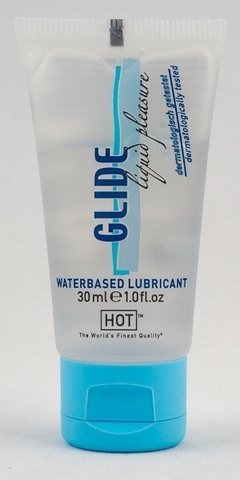 GLIDE
liquid pleasure
dermatologisch getestet
dermatologically tested
WATERBASED LUBRICANT
30 ml e 1.0 fl.oz
HOT™
The World's Finest Quality®